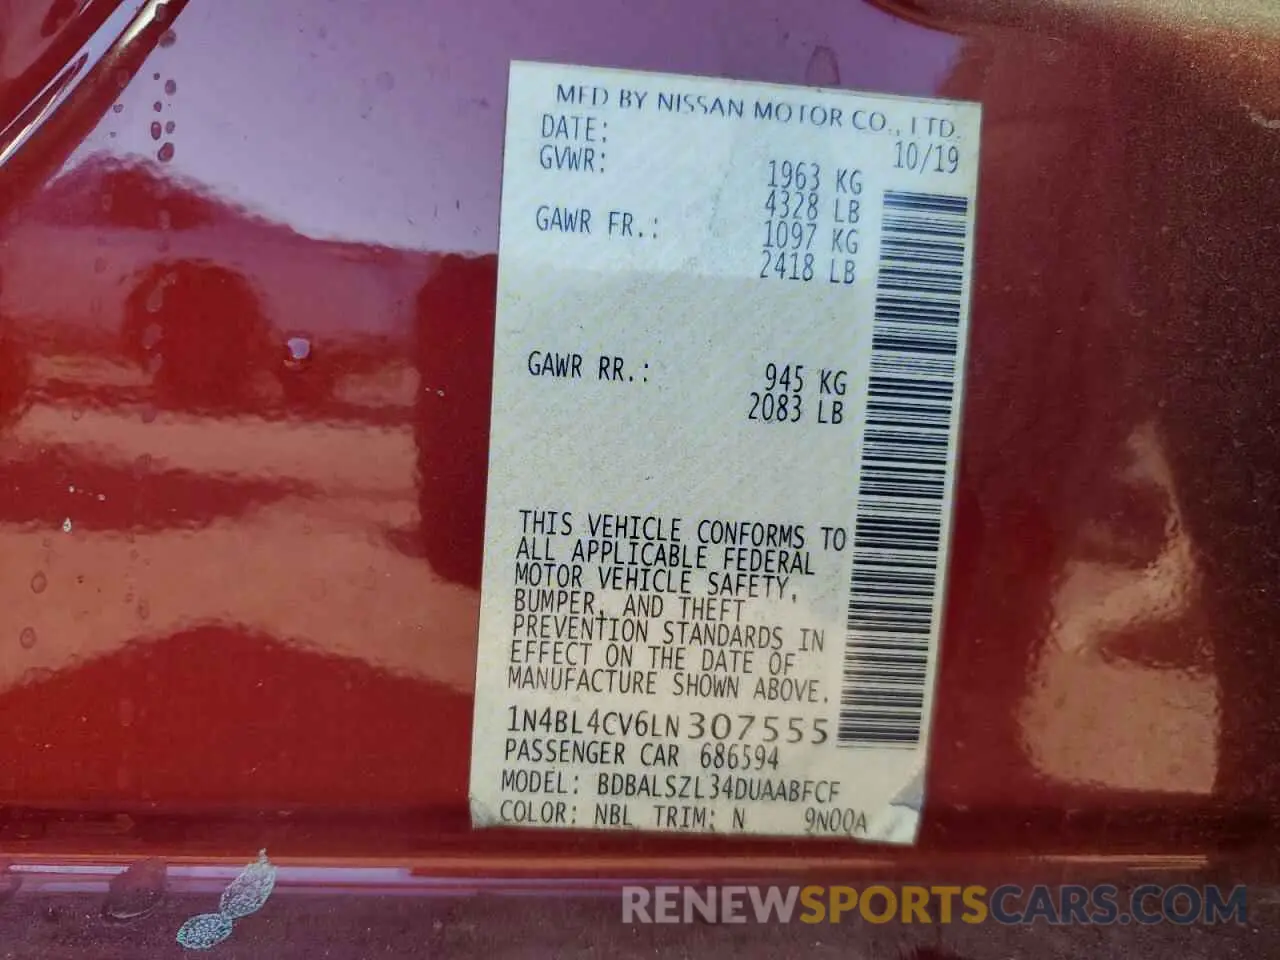 MFD BY NISSAN MOTOR CO., LTD.
DATE: 10/19
GVWR: 1963 KG
4328 LB
GAWR FR.: 1097 KG
2418 LB
GAWR RR.: 945 KG
2083 LB
THIS VEHICLE CONFORMS TO
ALL APPLICABLE FEDERAL
MOTOR VEHICLE SAFETY,
BUMPER, AND THEFT
PREVENTION STANDARDS IN
EFFECT ON THE DATE OF
MANUFACTURE SHOWN ABOVE.
1N4BL4CV6LN307555
PASSENGER CAR 686594
MODEL: BDBALSZL34DUAABFCF
COLOR: NBL TRIM: N 9N00A
RENEWSPORTSCARS.COM